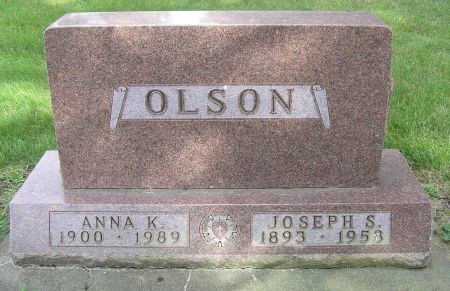 OLSON
ANNA K.
1900 · 1989
JOSEPH S.
1893 · 1953